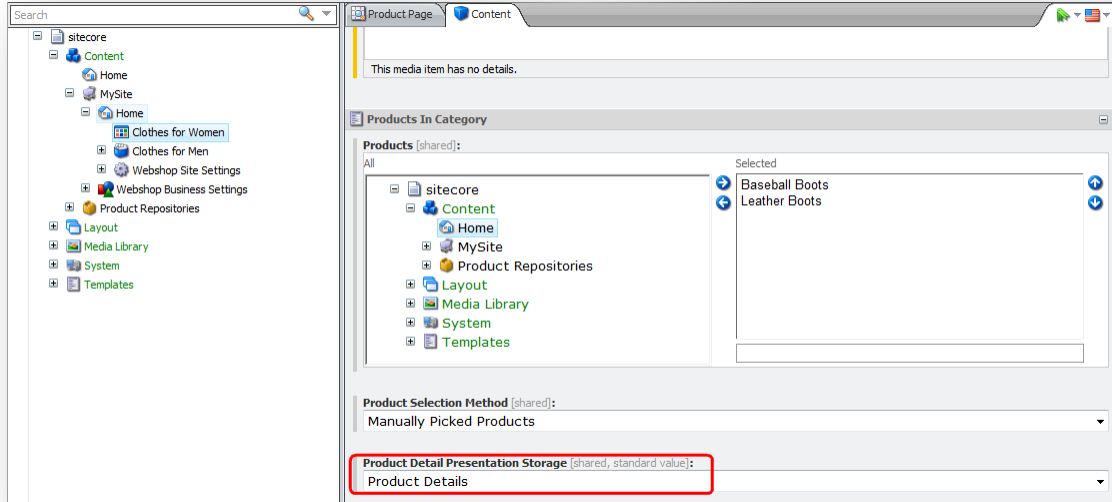 Search
sitecore
Content
Home
MySite
Home
Clothes for Women
Clothes for Men
Webshop Site Settings
Webshop Business Settings
Product Repositories
Layout
Media Library
System
Templates
Product Page
Content
This media item has no details.
Products In Category
Products [shared]:
All
sitecore
Content
Home
MySite
Product Repositories
Layout
Media Library
System
Templates
Selected
Baseball Boots
Leather Boots
Product Selection Method [shared]:
Manually Picked Products
Product Detail Presentation Storage [shared, standard value]:
Product Details